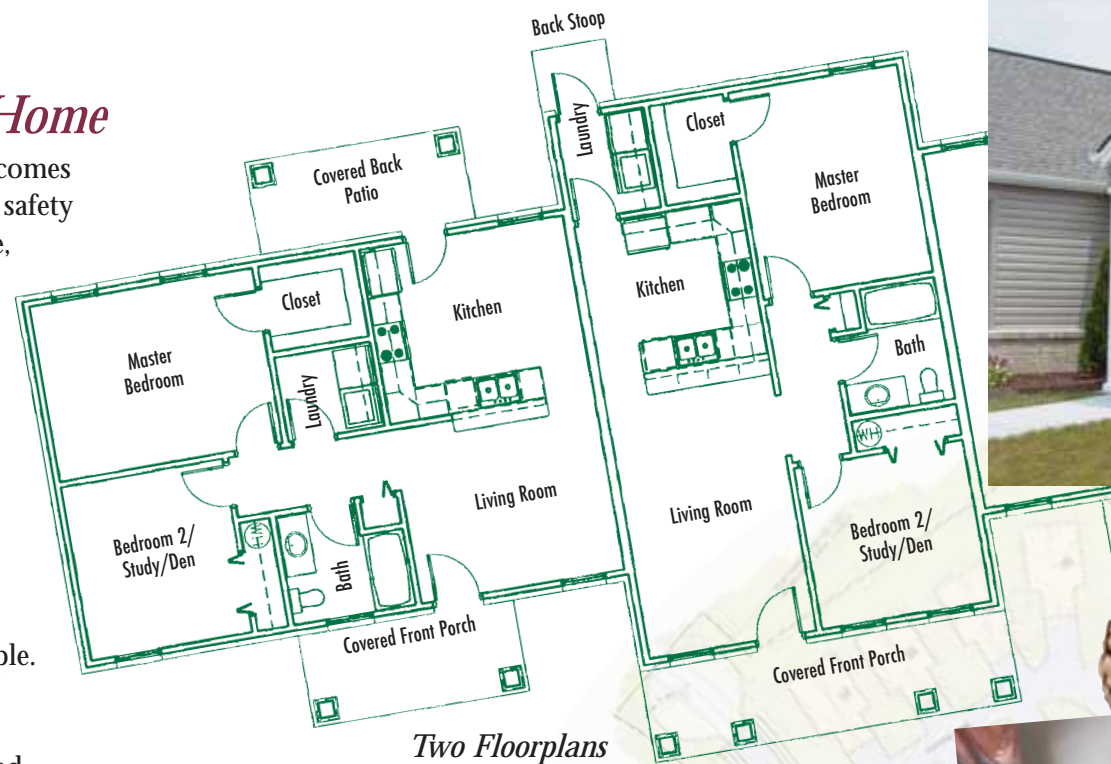 Home
comes
safety
e,
ple.
ed
Back Stoop
Covered Back
Patio
Laundry
Closet
Master
Bedroom
Kitchen
Closet
Kitchen
Master
Bedroom
Laundry
Bath
WH
Living Room
Living Room
Bedroom 2/
Study/Den
WH
Bath
Bedroom 2/
Study/Den
Covered Front Porch
Covered Front Porch
Two Floorplans